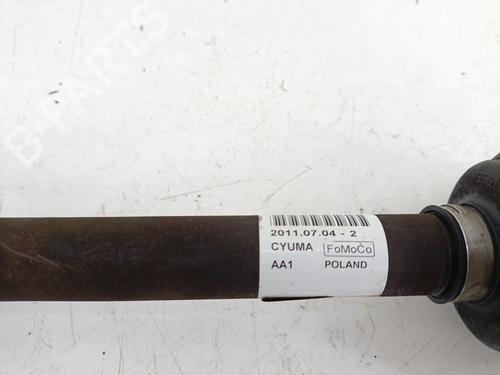 B-PARTS
2011.07.04 - 2
CYUMA FoMoCo
AA1 POLAND